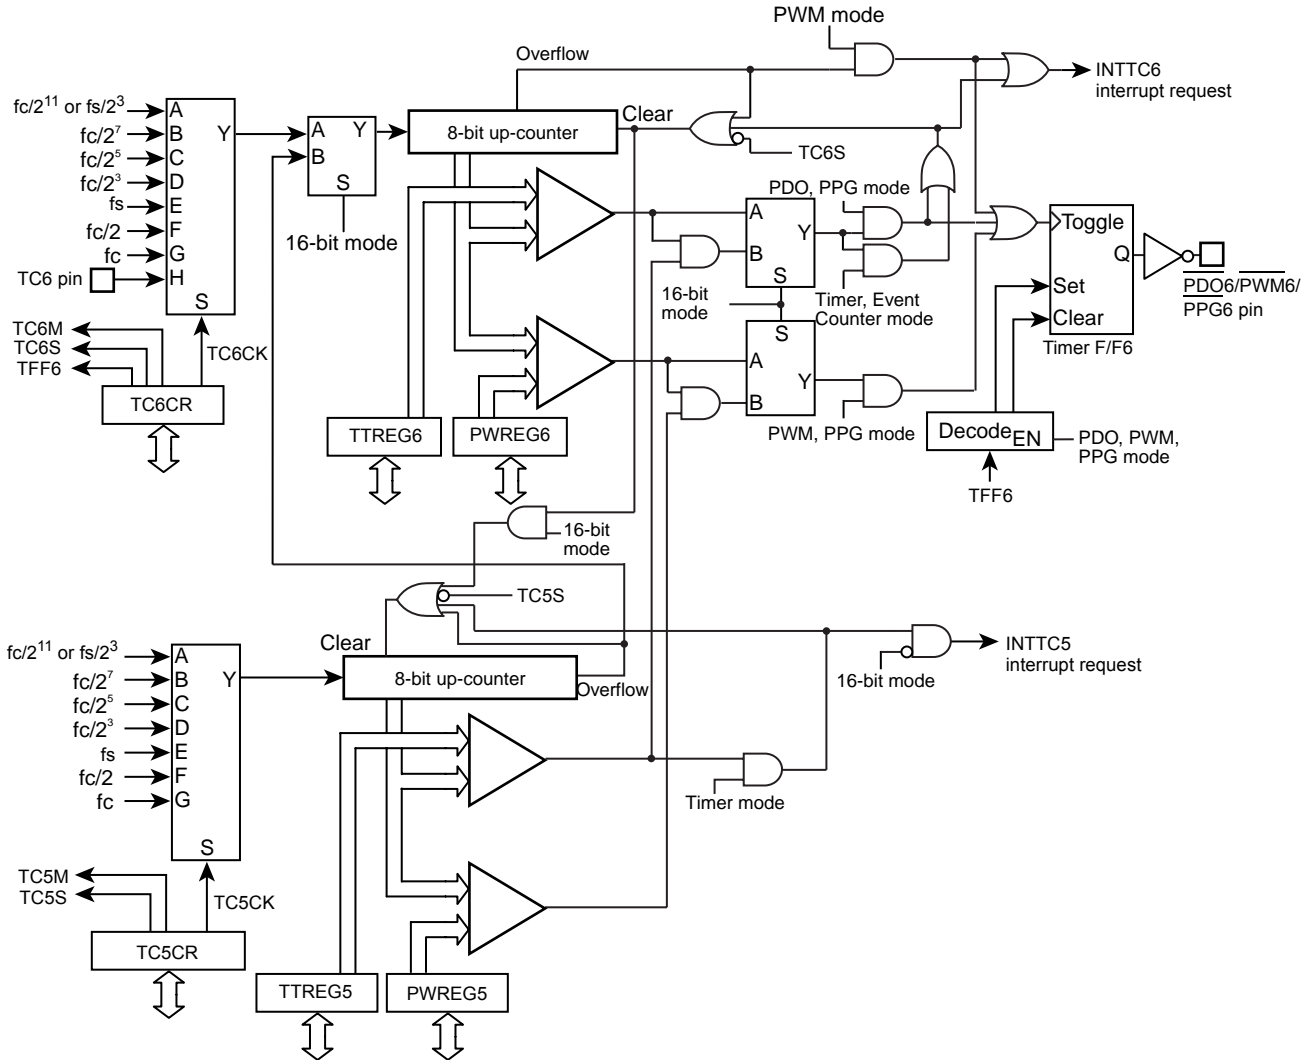 PWM mode
Overflow
INTTC6
interrupt request
fc/2^11 or fs/2^3
fc/2^7
fc/2^5
fc/2^3
fs
fc/2
fc
TC6 pin
A
B
C
D
E
F
G
H
Y
S
A
B
Y
S
16-bit mode
8-bit up-counter
Clear
TC6S
PDO, PPG mode
A
B
Y
S
16-bit
mode
Timer, Event
Counter mode
S
A
B
Y
PWM, PPG mode
Toggle
Q
Set
Clear
Timer F/F6
PDO6/PWM6/
PPG6 pin
Decode EN
PDO, PWM,
PPG mode
TFF6
TC6M
TC6S
TFF6
TC6CK
TC6CR
TTREG6
PWREG6
16-bit
mode
TC5S
Clear
8-bit up-counter
Overflow
INTTC5
interrupt request
16-bit mode
fc/2^11 or fs/2^3
fc/2^7
fc/2^5
fc/2^3
fs
fc/2
fc
A
B
C
D
E
F
G
Y
S
Timer mode
TC5M
TC5S
TC5CK
TC5CR
TTREG5
PWREG5